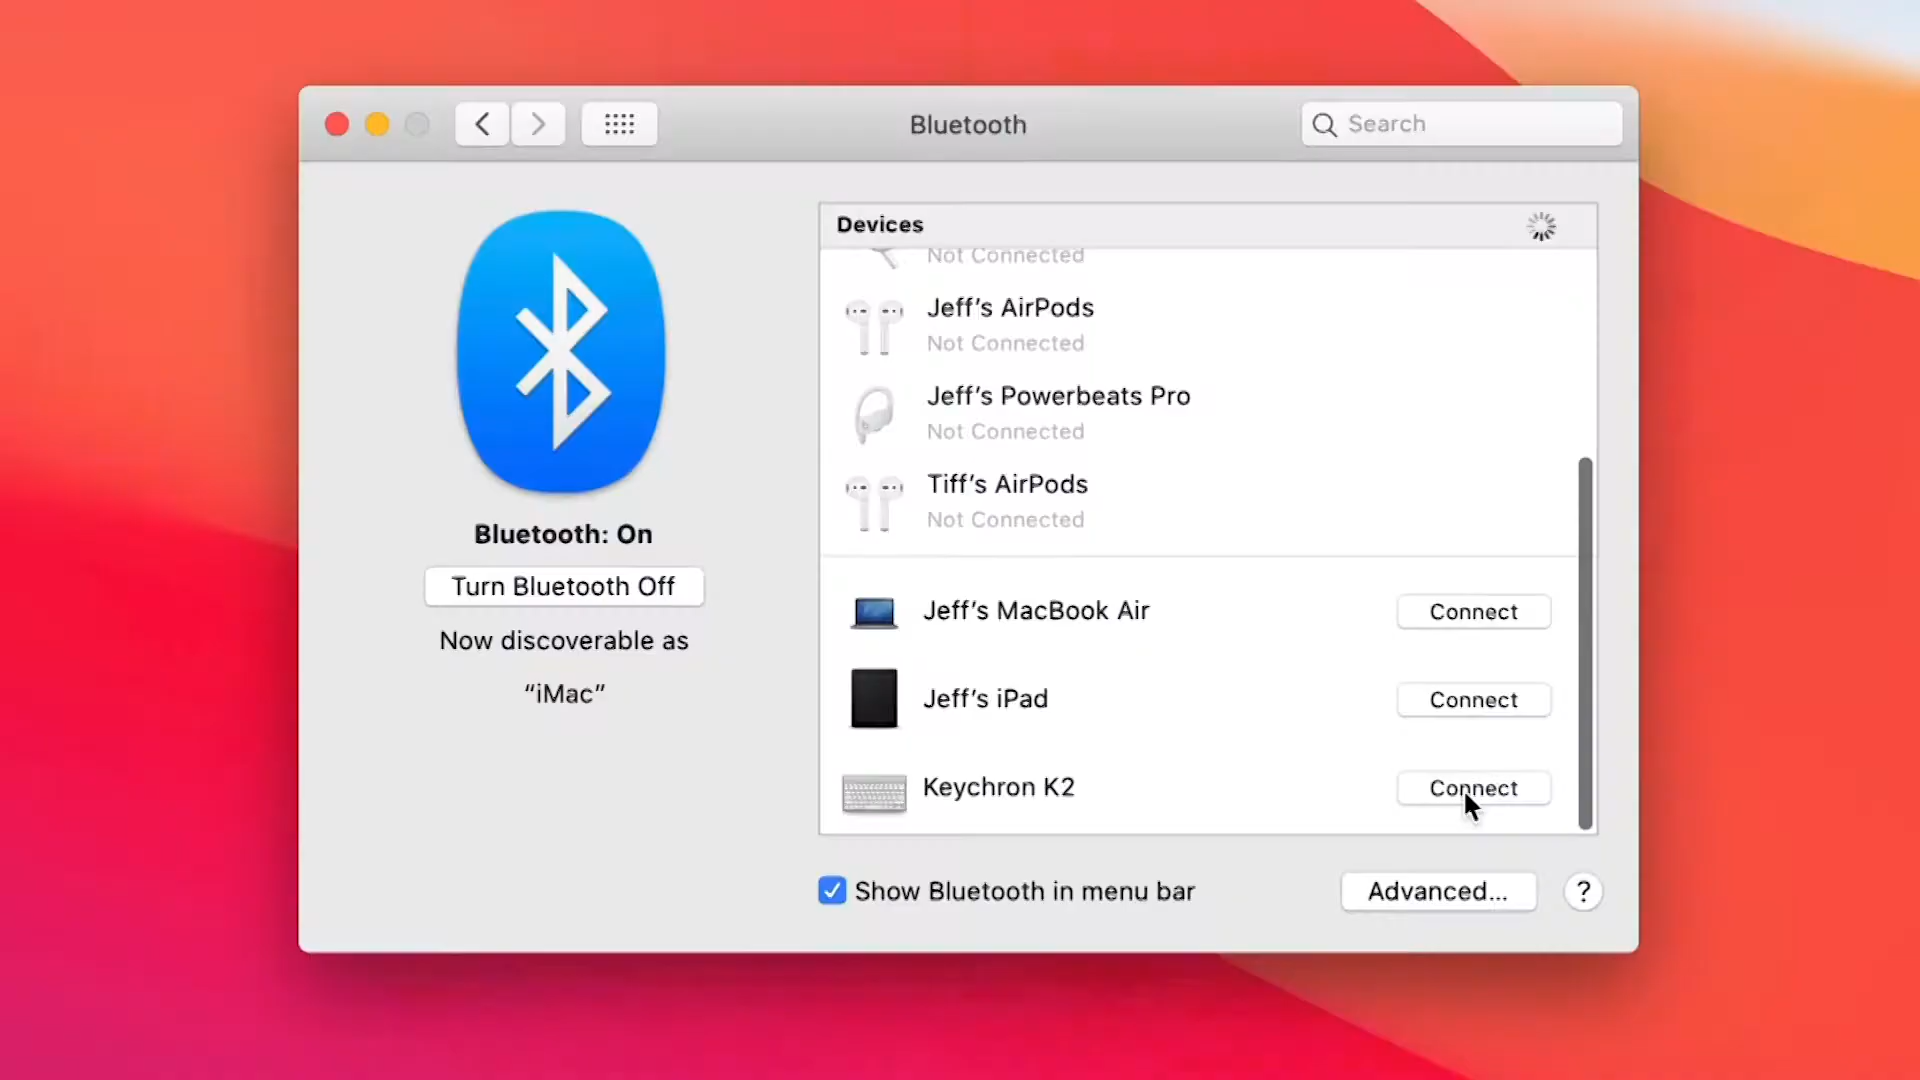 Bluetooth
Search
Devices
Not Connected
Jeff’s AirPods
Not Connected
Jeff’s Powerbeats Pro
Not Connected
Tiff’s AirPods
Not Connected
Jeff’s MacBook Air
Connect
Jeff’s iPad
Connect
Keychron K2
Connect
Bluetooth: On
Turn Bluetooth Off
Now discoverable as
“iMac”
Show Bluetooth in menu bar
Advanced...
?